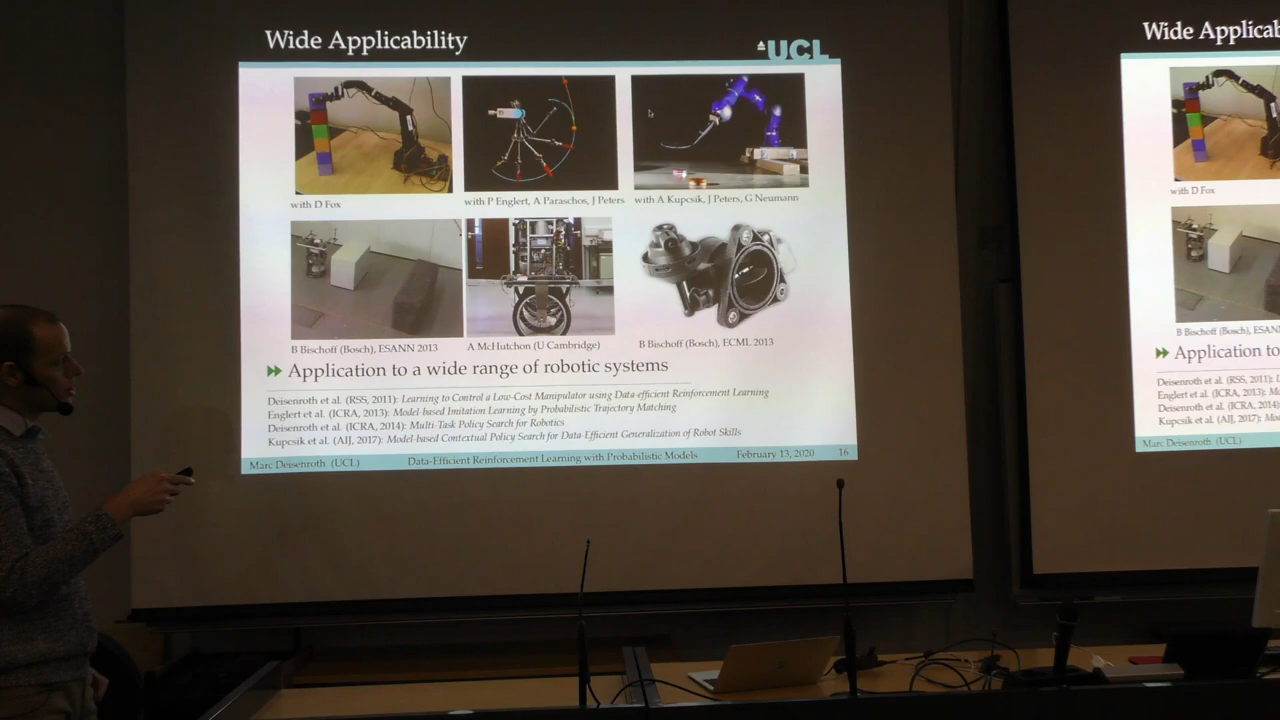 Wide Applicability
UCL
with D Fox
with P Englert, A Paraschos, J Peters
with A Kupcsik, J Peters, G Neumann
B Bischoff (Bosch), ESANN 2013
A McHutchon (U Cambridge)
B Bischoff (Bosch), ECML 2013
Application to a wide range of robotic systems
Deisenroth et al. (RSS, 2011): Learning to Control a Low-Cost Manipulator using Data-efficient Reinforcement Learning
Englert et al. (ICRA, 2013): Model-based Imitation Learning by Probabilistic Trajectory Matching
Deisenroth et al. (ICRA, 2014): Multi-Task Policy Search for Robotics
Kupcsik et al. (AIJ, 2017): Model-based Contextual Policy Search for Data-Efficient Generalization of Robot Skills
Marc Deisenroth (UCL) Data-Efficient Reinforcement Learning with Probabilistic Models February 13, 2020 16
Wide Applicab
with D Fox
B Bischoff (Bosch), ESANN
Application to
Deisenroth et al. (RSS, 2011):
Englert et al. (ICRA, 2013):
Deisenroth et al. (ICRA, 2014):
Kupcsik et al. (AIJ, 2017):
Marc Deisenroth (UCL)